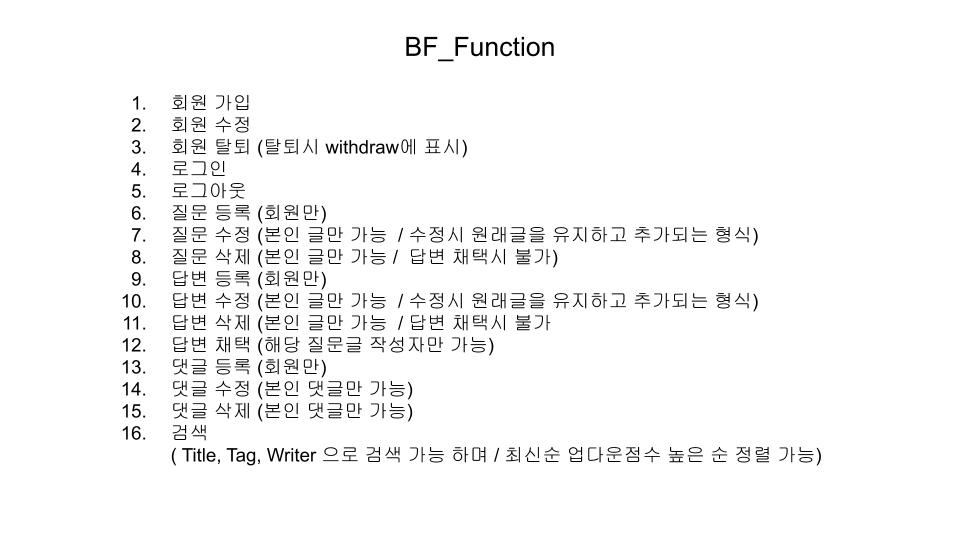 BF_Function
1. 회원 가입
2. 회원 수정
3. 회원 탈퇴 (탈퇴시 withdraw에 표시)
4. 로그인
5. 로그아웃
6. 질문 등록 (회원만)
7. 질문 수정 (본인 글만 가능 / 수정시 원래글을 유지하고 추가되는 형식)
8. 질문 삭제 (본인 글만 가능 / 답변 채택시 불가)
9. 답변 등록 (회원만)
10. 답변 수정 (본인 글만 가능 / 수정시 원래글을 유지하고 추가되는 형식)
11. 답변 삭제 (본인 글만 가능 / 답변 채택시 불가
12. 답변 채택 (해당 질문글 작성자만 가능)
13. 댓글 등록 (회원만)
14. 댓글 수정 (본인 댓글만 가능)
15. 댓글 삭제 (본인 댓글만 가능)
16. 검색
( Title, Tag, Writer 으로 검색 가능 하며 / 최신순 업다운점수 높은 순 정렬 가능)